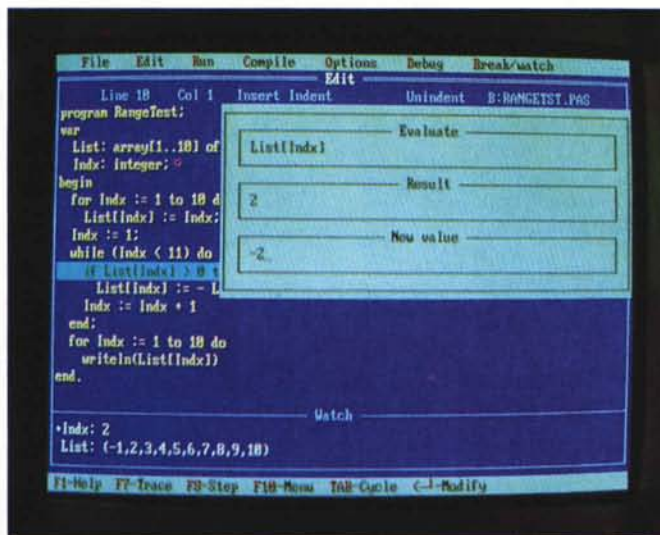 File Edit Run Compile Options Debug Break/watch
Edit
Line 10 Col 1 Insert Indent Unindent B:RANGETST.PAS
program RangeTest;
var
List: array[1..10] of
Indx: integer;
begin
for Indx := 1 to 10 d
List[Indx] := Indx;
Indx := 1;
while (Indx < 11) do
if List[Indx] > 0 t
List[Indx] := - L
Indx := Indx + 1
end;
for Indx := 1 to 10 do
writeln(List[Indx])
end.
Evaluate
List[Indx]
Result
2
New value
-2_
Watch
•Indx: 2
List: (-1,2,3,4,5,6,7,8,9,10)
F1-Help F7-Trace F8-Step F10-Menu TAB-Cycle ←┘-Modify